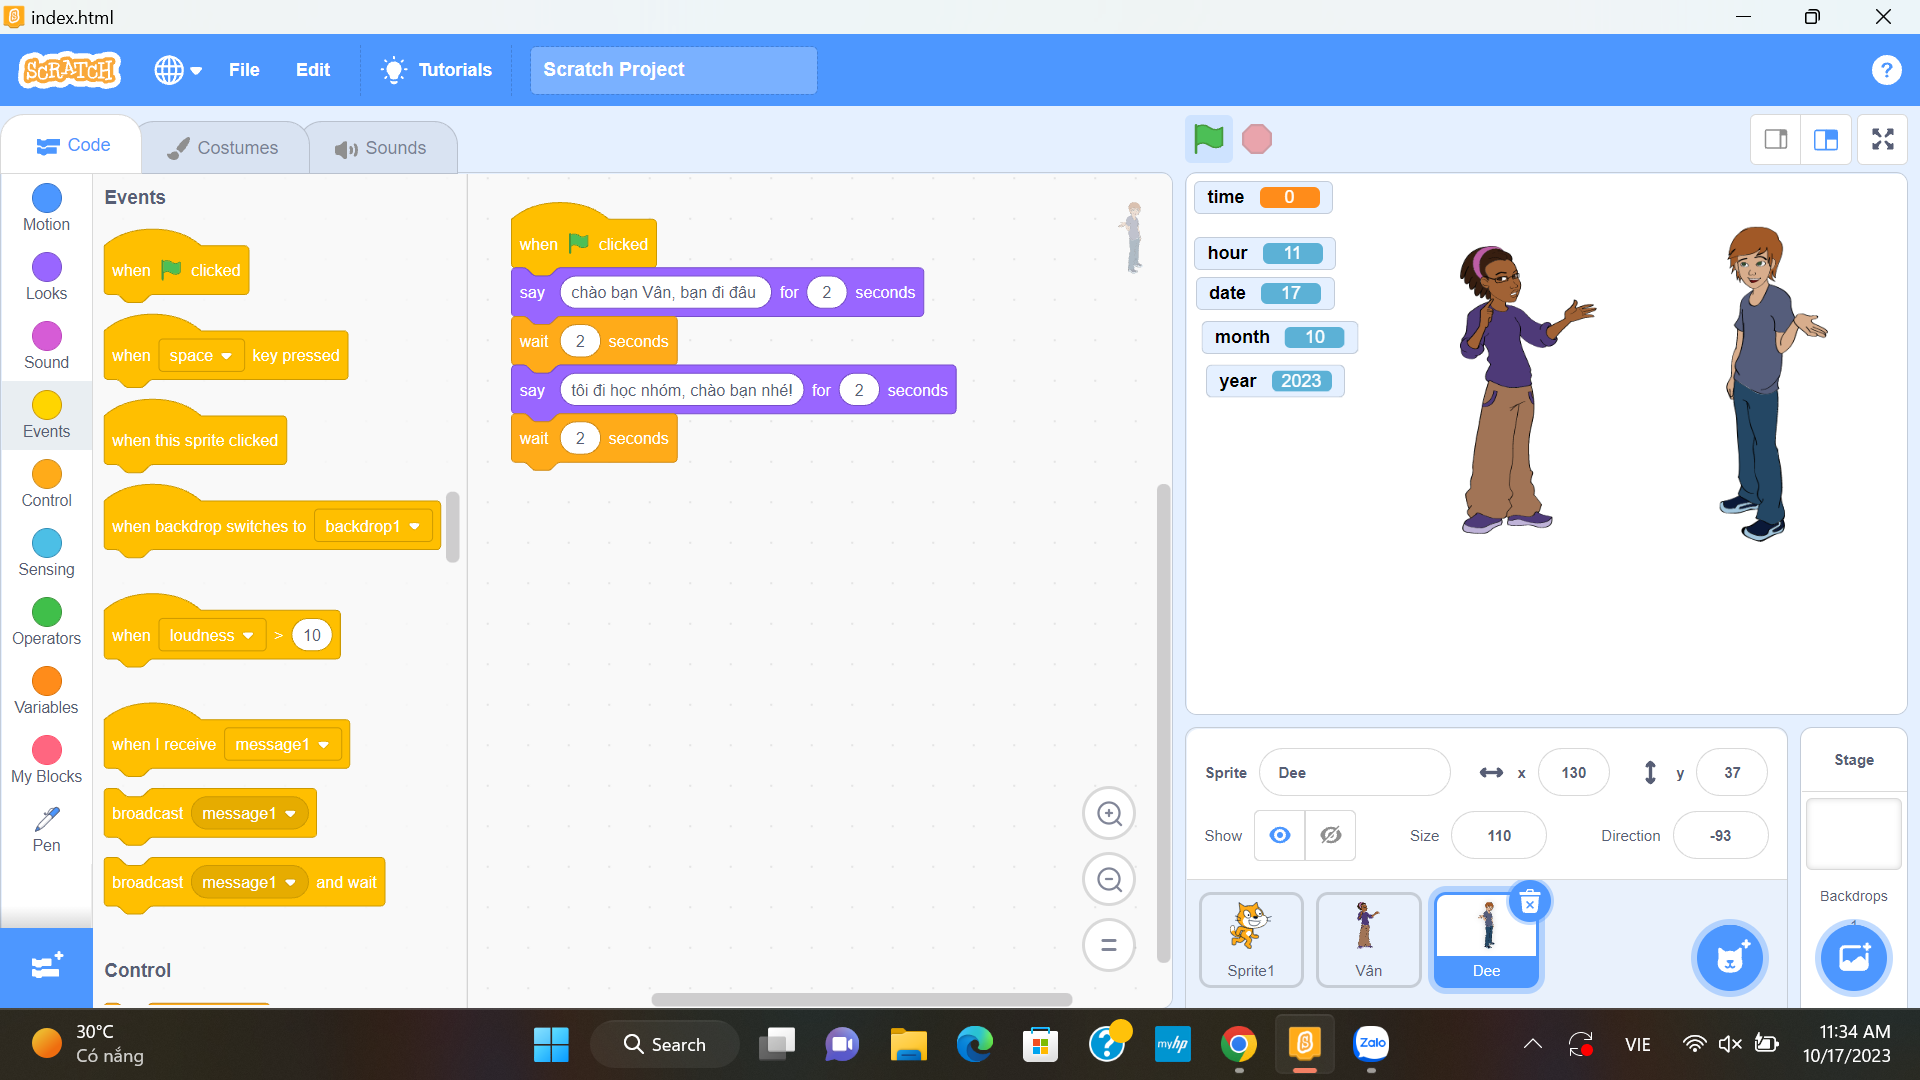 index.html
SCRATCH
File
Edit
Tutorials
Scratch Project
?
Code
Costumes
Sounds
Motion
Looks
Sound
Events
Control
Sensing
Operators
Variables
My Blocks
Pen
Events
when clicked
when space key pressed
when this sprite clicked
when backdrop switches to backdrop1
when loudness > 10
when I receive message1
broadcast message1
broadcast message1 and wait
Control
when clicked
say chào bạn Vân, bạn đi đâu for 2 seconds
wait 2 seconds
say tôi đi học nhóm, chào bạn nhé! for 2 seconds
wait 2 seconds
time 0
hour 11
date 17
month 10
year 2023
Sprite Dee x 130 y 37
Show Size 110 Direction -93
Sprite1
Vân
Dee
Stage
Backdrops
1
30°C
Có nắng
Search
myhp
Zalo
VIE
11:34 AM
10/17/2023